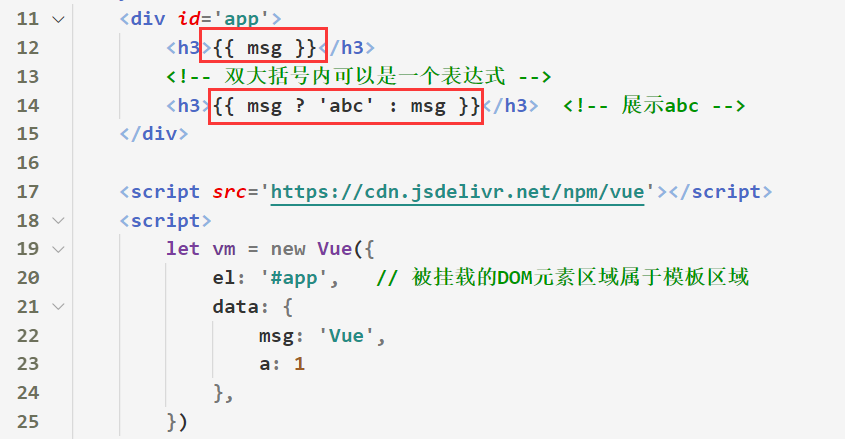 11 <div id='app'>
12 <h3>{{ msg }}</h3>
13 <!-- 双大括号内可以是一个表达式 -->
14 <h3>{{ msg ? 'abc' : msg }}</h3> <!-- 展示abc -->
15 </div>
16
17 <script src='https://cdn.jsdelivr.net/npm/vue'></script>
18 <script>
19 let vm = new Vue({
20 el: '#app', // 被挂载的DOM元素区域属于模板区域
21 data: {
22 msg: 'Vue',
23 a: 1
24 },
25 })